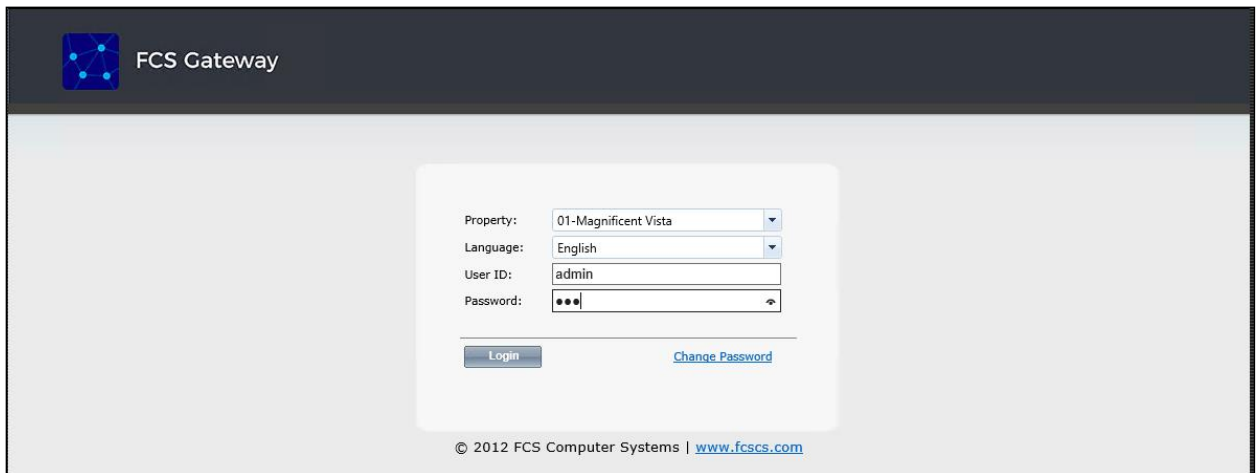 FCS Gateway
Property: 01-Magnificent Vista
Language: English
User ID: admin
Password: •••
Login Change Password
© 2012 FCS Computer Systems | www.fcscs.com